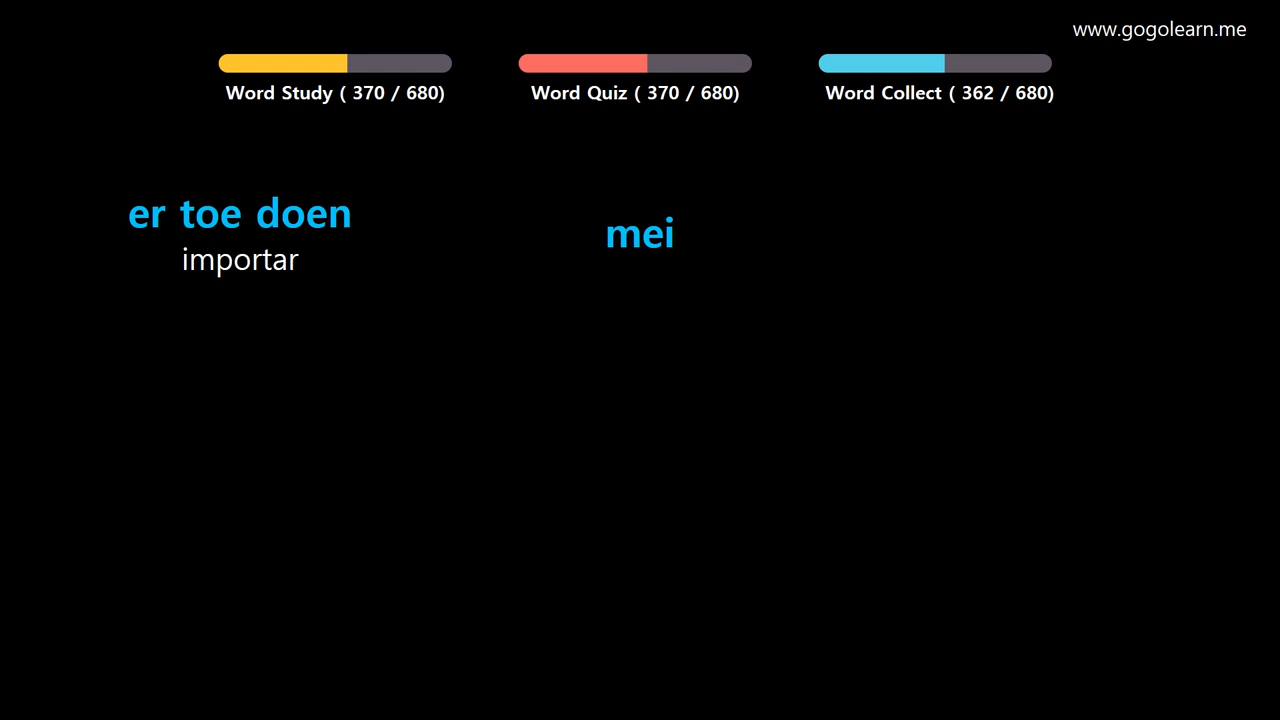 www.gogolearn.me
Word Study ( 370 / 680)
Word Quiz ( 370 / 680)
Word Collect ( 362 / 680)
er toe doen
importar
mei